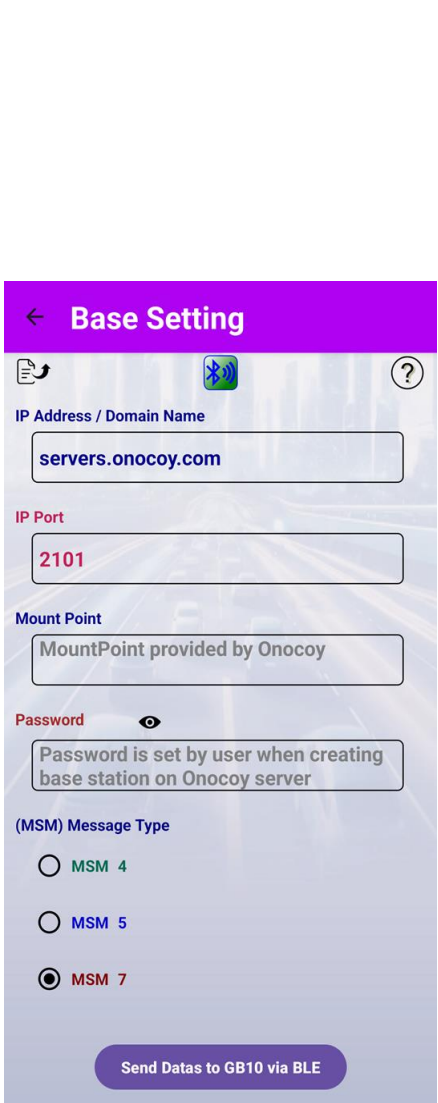 Base Setting
?
IP Address / Domain Name
servers.onocoy.com
IP Port
2101
Mount Point
MountPoint provided by Onocoy
Password
Password is set by user when creating
base station on Onocoy server
(MSM) Message Type
MSM 4
MSM 5
MSM 7
Send Datas to GB10 via BLE